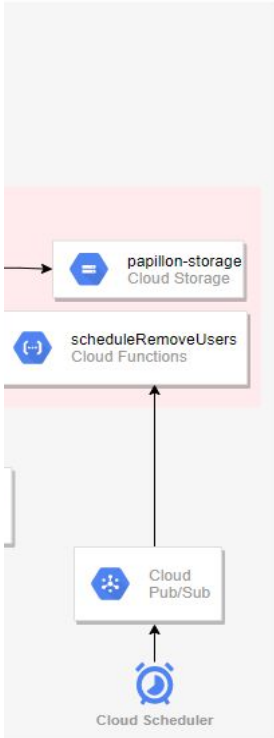 papillon-storage
Cloud Storage
scheduleRemoveUsers
Cloud Functions
Cloud
Pub/Sub
Cloud Scheduler